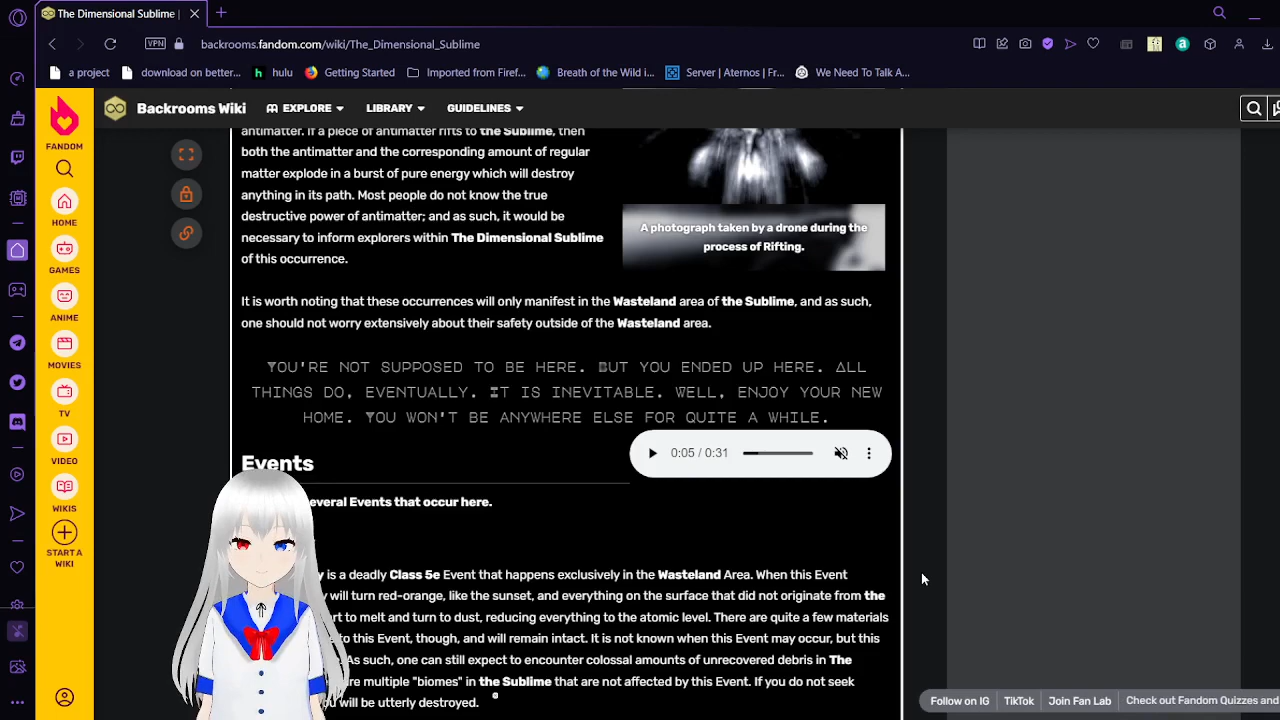 The Dimensional Sublime |
VPN
backrooms.fandom.com/wiki/The_Dimensional_Sublime
a project
download on better...
hulu
Getting Started
Imported from Firef...
Breath of the Wild i...
Server | Aternos | Fr...
We Need To Talk A...
FANDOM
HOME
GAMES
ANIME
MOVIES
TV
VIDEO
WIKIS
START A
WIKI
Backrooms Wiki
EXPLORE
LIBRARY
GUIDELINES
antimatter. If a piece of antimatter rifts to the Sublime, then
both the antimatter and the corresponding amount of regular
matter explode in a burst of pure energy which will destroy
anything in its path. Most people do not know the true
destructive power of antimatter; and as such, it would be
necessary to inform explorers within The Dimensional Sublime
of this occurrence.
A photograph taken by a drone during the
process of Rifting.
It is worth noting that these occurrences will only manifest in the Wasteland area of the Sublime, and as such,
one should not worry extensively about their safety outside of the Wasteland area.
YOU'RE NOT SUPPOSED TO BE HERE. BUT YOU ENDED UP HERE. ALL
THINGS DO, EVENTUALLY. IT IS INEVITABLE. WELL, ENJOY YOUR NEW
HOME. YOU WON'T BE ANYWHERE ELSE FOR QUITE A WHILE.
0:05 / 0:31
Events
everal Events that occur here.
y is a deadly Class 5e Event that happens exclusively in the Wasteland Area. When this Event
y will turn red-orange, like the sunset, and everything on the surface that did not originate from the
rt to melt and turn to dust, reducing everything to the atomic level. There are quite a few materials
to this Event, though, and will remain intact. It is not known when this Event may occur, but this
As such, one can still expect to encounter colossal amounts of unrecovered debris in The
re multiple "biomes" in the Sublime that are not affected by this Event. If you do not seek
u will be utterly destroyed.
Follow on IG
TikTok
Join Fan Lab
Check out Fandom Quizzes and